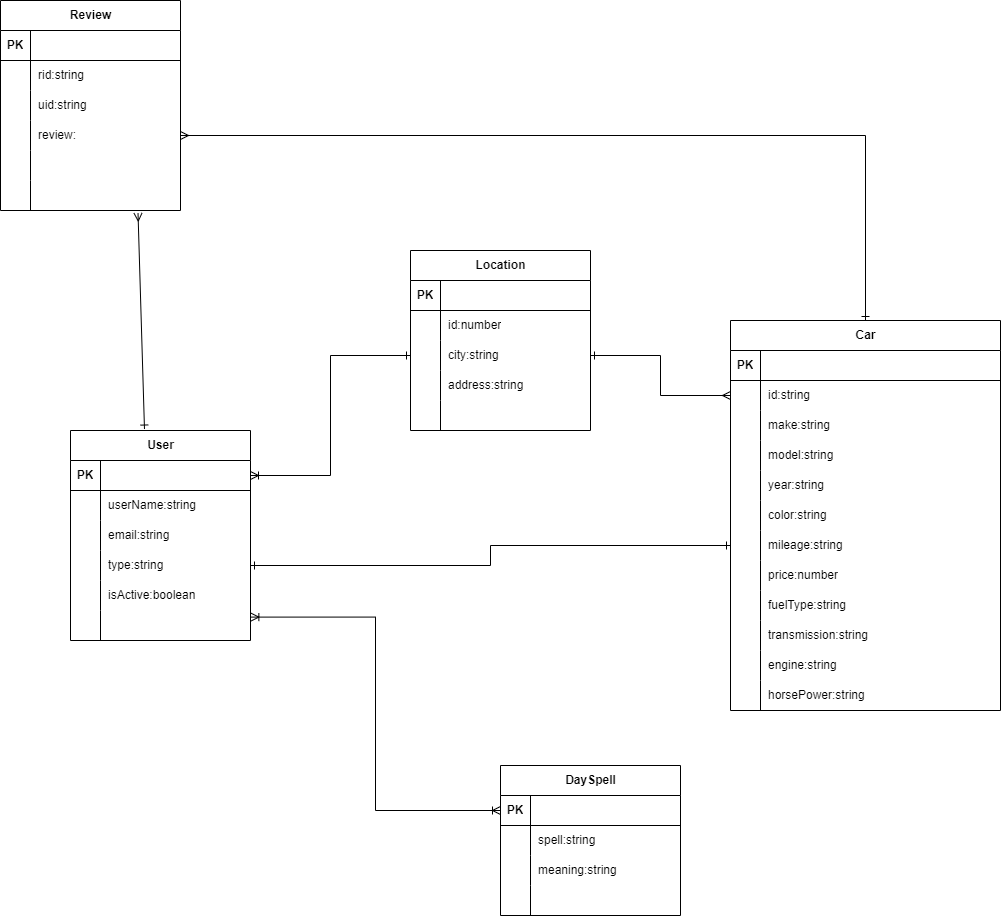 Review
PK
rid:string
uid:string
review:
Location
PK
id:number
city:string
address:string
Car
PK
id:string
make:string
model:string
year:string
color:string
mileage:string
price:number
fuelType:string
transmission:string
engine:string
horsePower:string
User
PK
userName:string
email:string
type:string
isActive:boolean
DaySpell
PK
spell:string
meaning:string